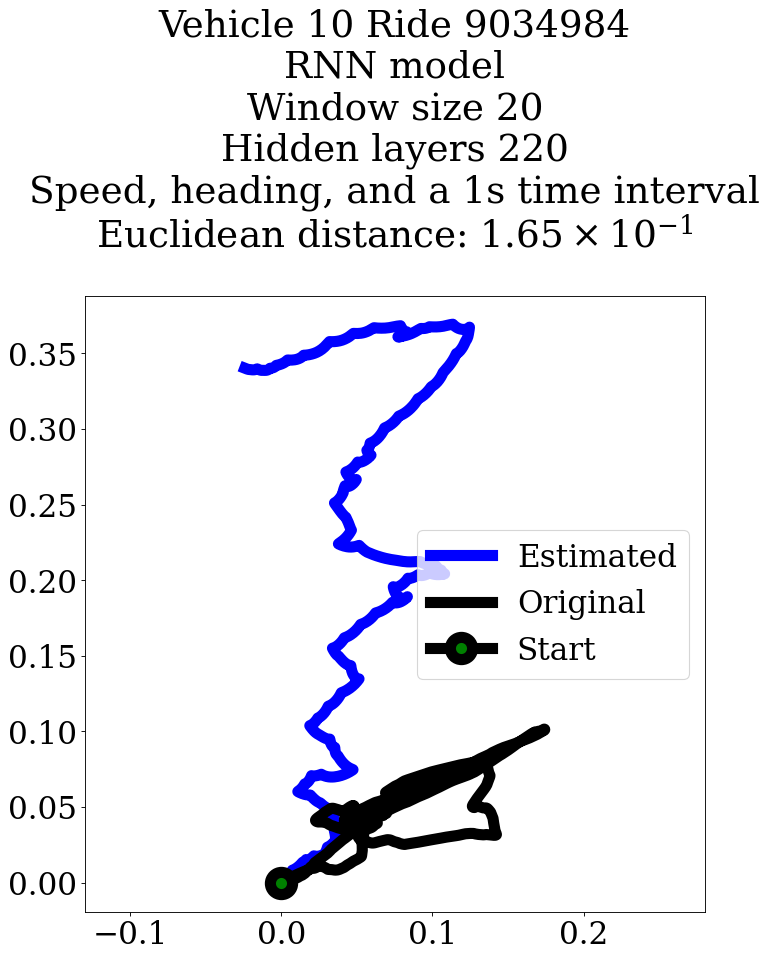 Vehicle 10 Ride 9034984
RNN model
Window size 20
Hidden layers 220
Speed, heading, and a 1s time interval
Euclidean distance: 1.65 × 10⁻¹
0.35
0.30
0.25
0.20
0.15
0.10
0.05
0.00
Estimated
Original
Start
−0.1
0.0
0.1
0.2